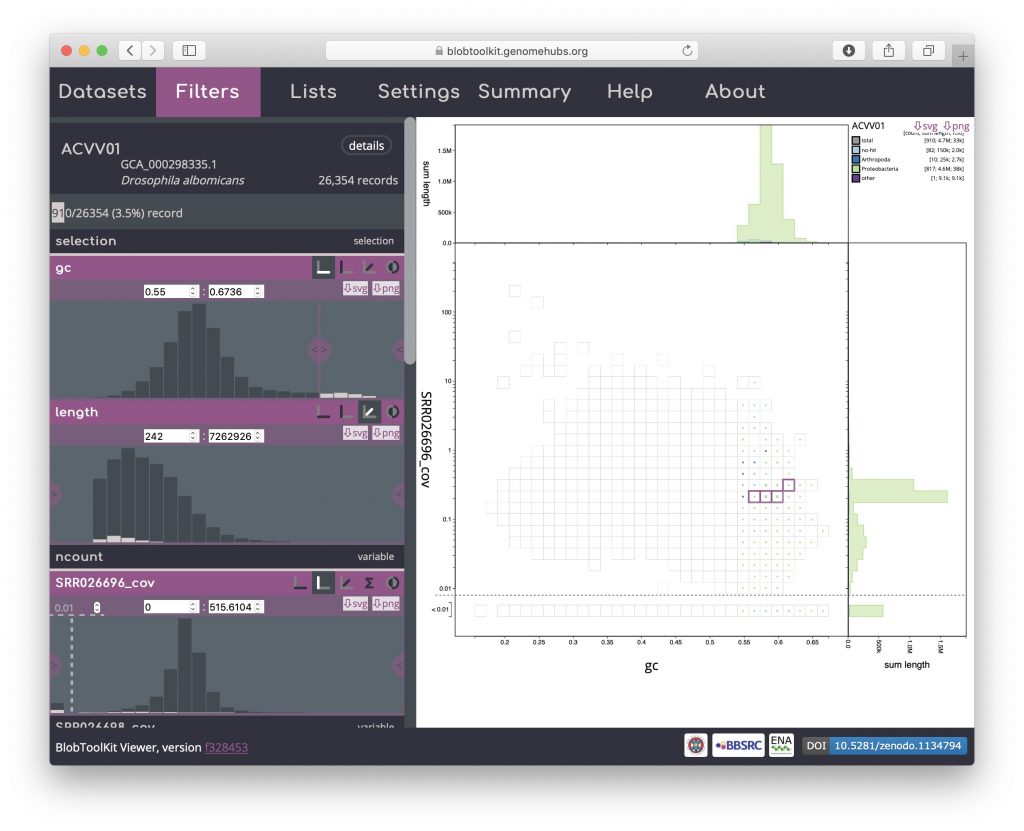 blobtoolkit.genomehubs.org
Datasets Filters Lists Settings Summary Help About
ACVV01
details
GCA_000298335.1
Drosophila albomicans 26,354 records
910/26354 (3.5%) record
selection selection
gc
0.55 : 0.6736 svg png
length
242 : 7262926 svg png
ncount variable
SRR026696_cov Σ
0.01 0 : 515.6104 svg png
SRR026698_cov variable
ACVV01 svg png
total [910; 4.7M; 33k]
no-hit [82; 150k; 2.0k]
Arthropoda [10; 25k; 2.7k]
Proteobacteria [817; 4.6M; 38k]
other [1; 9.1k; 9.1k]
sum length
1.5M
1.0M
500k
0.0
SRR026696_cov
100
10
1
0.1
0.01
< 0.01
0.2 0.25 0.3 0.35 0.4 0.45 0.5 0.55 0.6 0.65
gc
0.0 500k 1.0M 1.5M
sum length
BlobToolKit Viewer, version f328453
BBSRC
ENA
DOI 10.5281/zenodo.1134794